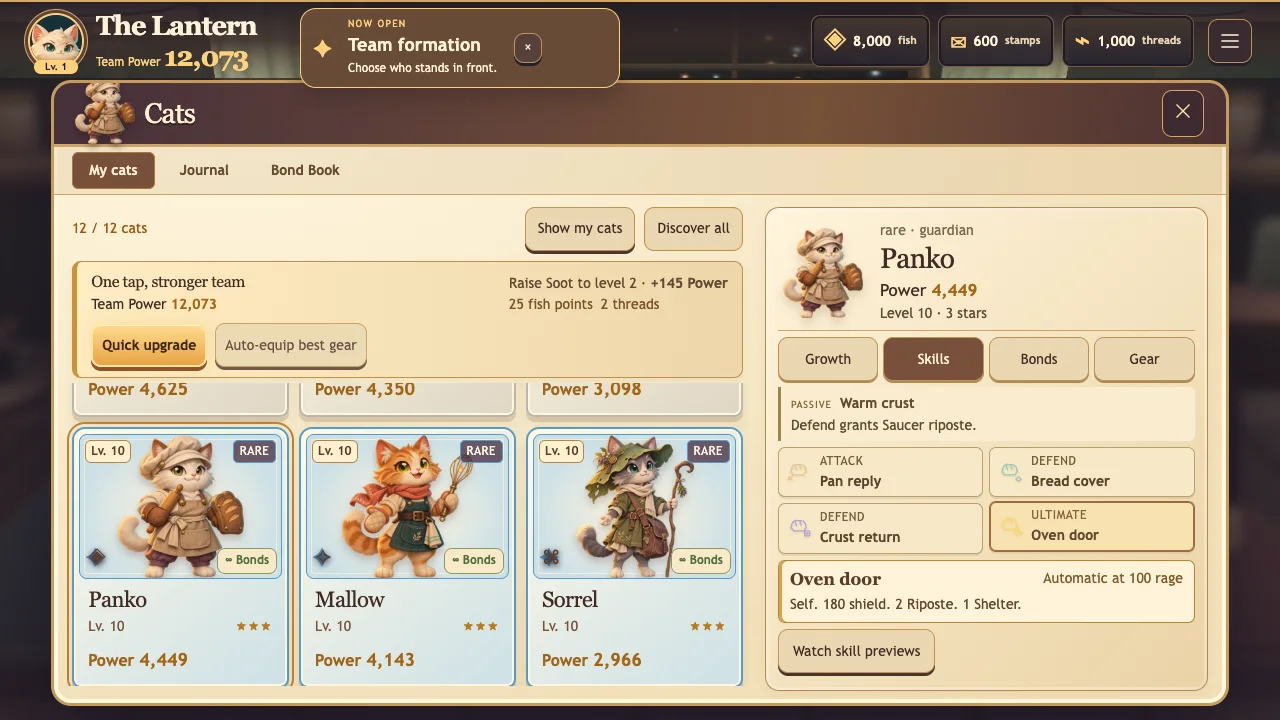 The Lantern
Lv. 1
Team Power 12,073
NOW OPEN
Team formation
Choose who stands in front.
×
8,000 fish
600 stamps
1,000 threads
Cats
My cats
Journal
Bond Book
12 / 12 cats
Show my cats
Discover all
One tap, stronger team
Team Power 12,073
Raise Soot to level 2 · +145 Power
25 fish points 2 threads
Quick upgrade
Auto-equip best gear
Power 4,625
Power 4,350
Power 3,098
Lv. 10
RARE
∞ Bonds
Panko
Lv. 10
★★★
Power 4,449
Lv. 10
RARE
∞ Bonds
Mallow
Lv. 10
★★★
Power 4,143
Lv. 10
RARE
∞ Bonds
Sorrel
Lv. 10
★★★
Power 2,966
rare · guardian
Panko
Power 4,449
Level 10 · 3 stars
Growth
Skills
Bonds
Gear
PASSIVE Warm crust
Defend grants Saucer riposte.
ATTACK
Pan reply
DEFEND
Bread cover
DEFEND
Crust return
ULTIMATE
Oven door
Oven door
Automatic at 100 rage
Self. 180 shield. 2 Riposte. 1 Shelter.
Watch skill previews